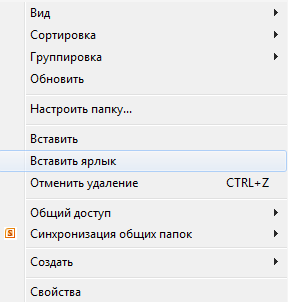 Вид
Сортировка
Группировка
Обновить
Настроить папку...
Вставить
Вставить ярлык
Отменить удаление CTRL+Z
Общий доступ
S Синхронизация общих папок
Создать
Свойства